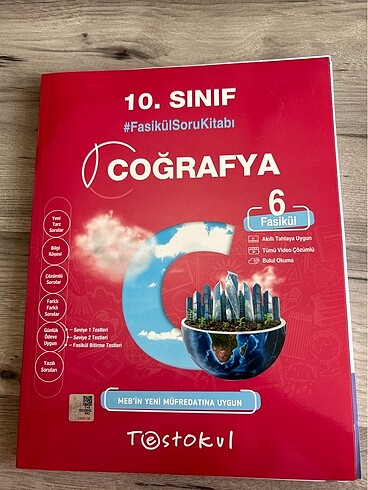 10. SINIF
#FasikülSoruKitabı
COĞRAFYA
6
Fasikül
Akıllı Tahtaya Uygun
Tümü Video Çözümlü
Bulut Okuma
Yeni
Tarz
Sorular
Bilgi
Köşesi
Çözümlü
Sorular
Farklı
Farklı
Sorular
Günlük
Ödeve
Uygun
Seviye 1 Testleri
Seviye 2 Testleri
Fasikül Bitirme Testleri
Yazılı
Soruları
MEB'İN YENİ MÜFREDATINA UYGUN
Testokul